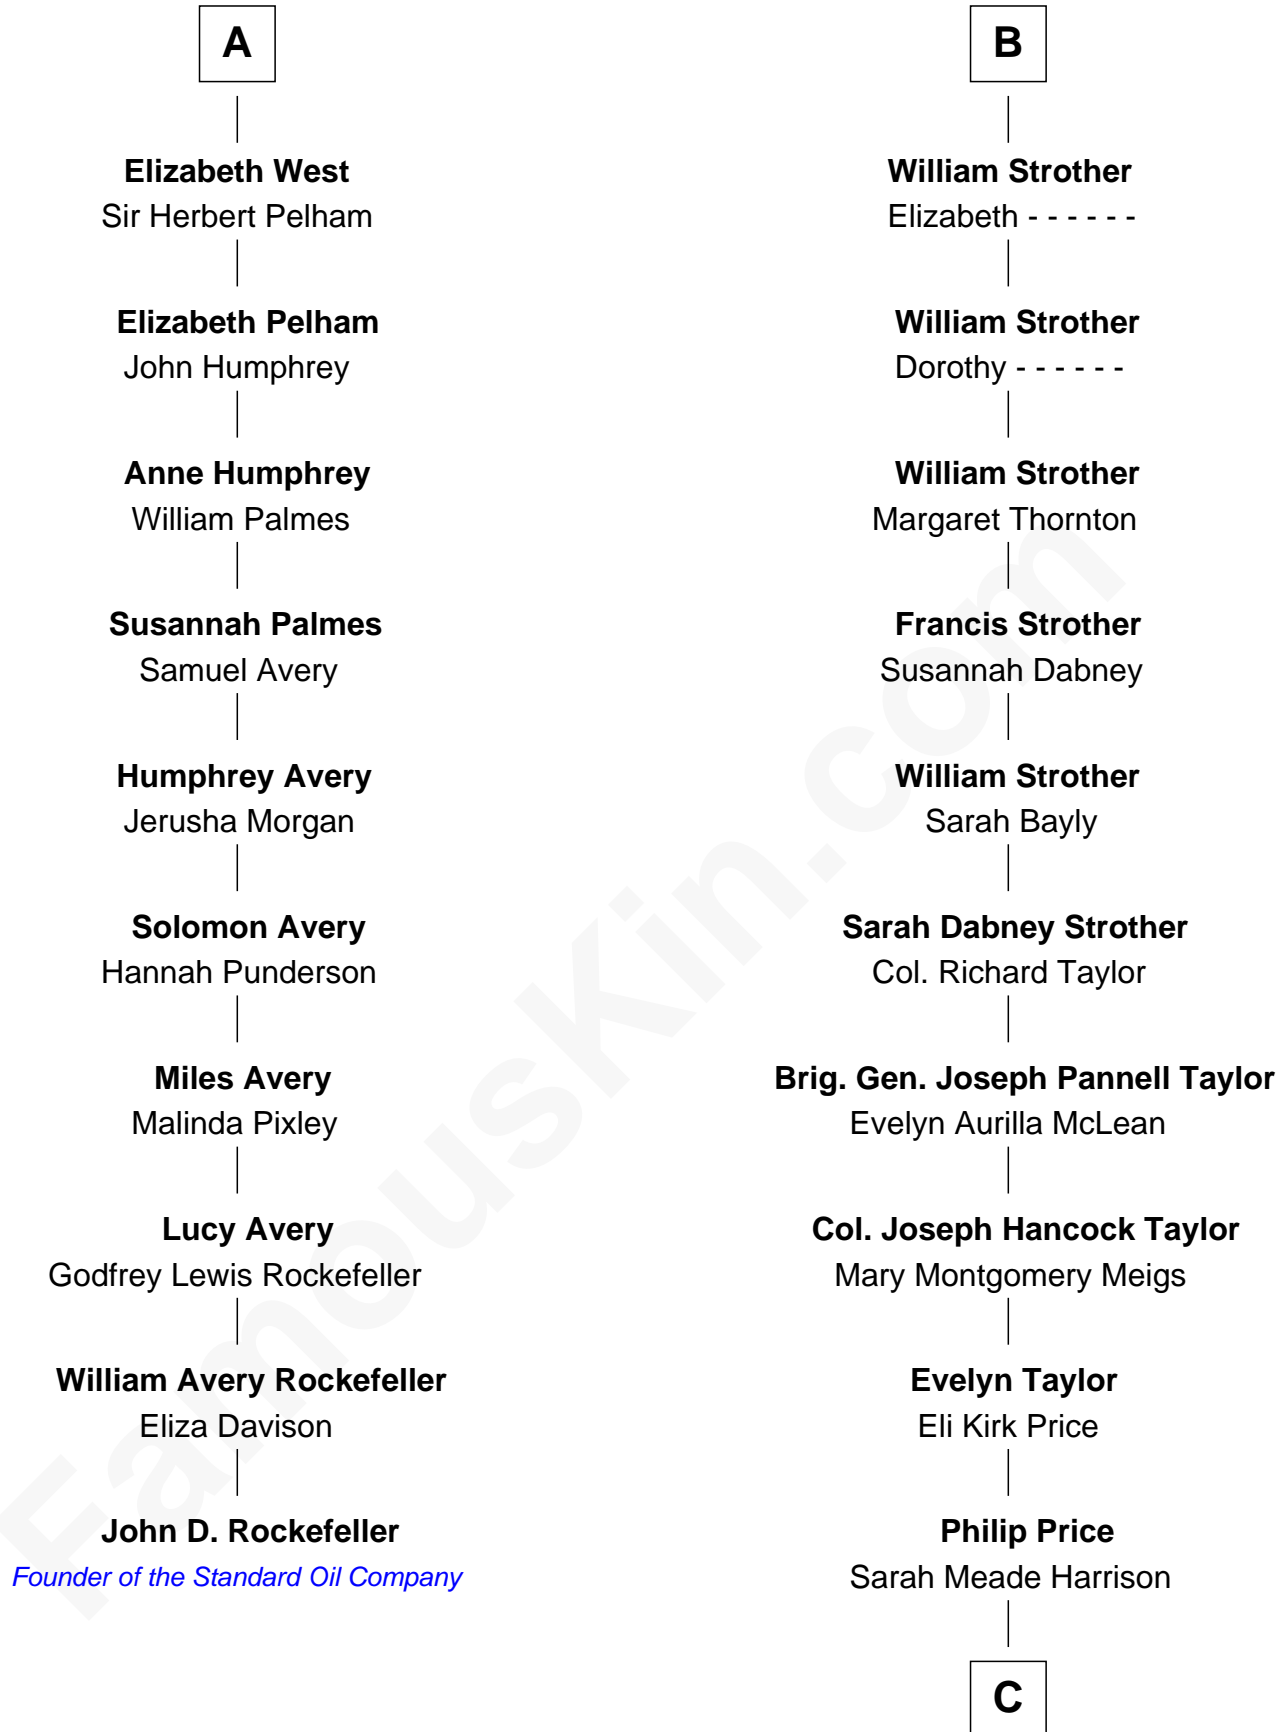 A
Elizabeth West
Sir Herbert Pelham
Elizabeth Pelham
John Humphrey
Anne Humphrey
William Palmes
Susannah Palmes
Samuel Avery
Humphrey Avery
Jerusha Morgan
Solomon Avery
Hannah Punderson
Miles Avery
Malinda Pixley
Lucy Avery
Godfrey Lewis Rockefeller
William Avery Rockefeller
Eliza Davison
John D. Rockefeller
Founder of the Standard Oil Company
B
William Strother
Elizabeth - - - - - -
William Strother
Dorothy - - - - - -
William Strother
Margaret Thornton
Francis Strother
Susannah Dabney
William Strother
Sarah Bayly
Sarah Dabney Strother
Col. Richard Taylor
Brig. Gen. Joseph Pannell Taylor
Evelyn Aurilla McLean
Col. Joseph Hancock Taylor
Mary Montgomery Meigs
Evelyn Taylor
Eli Kirk Price
Philip Price
Sarah Meade Harrison
C
FamousKin.com